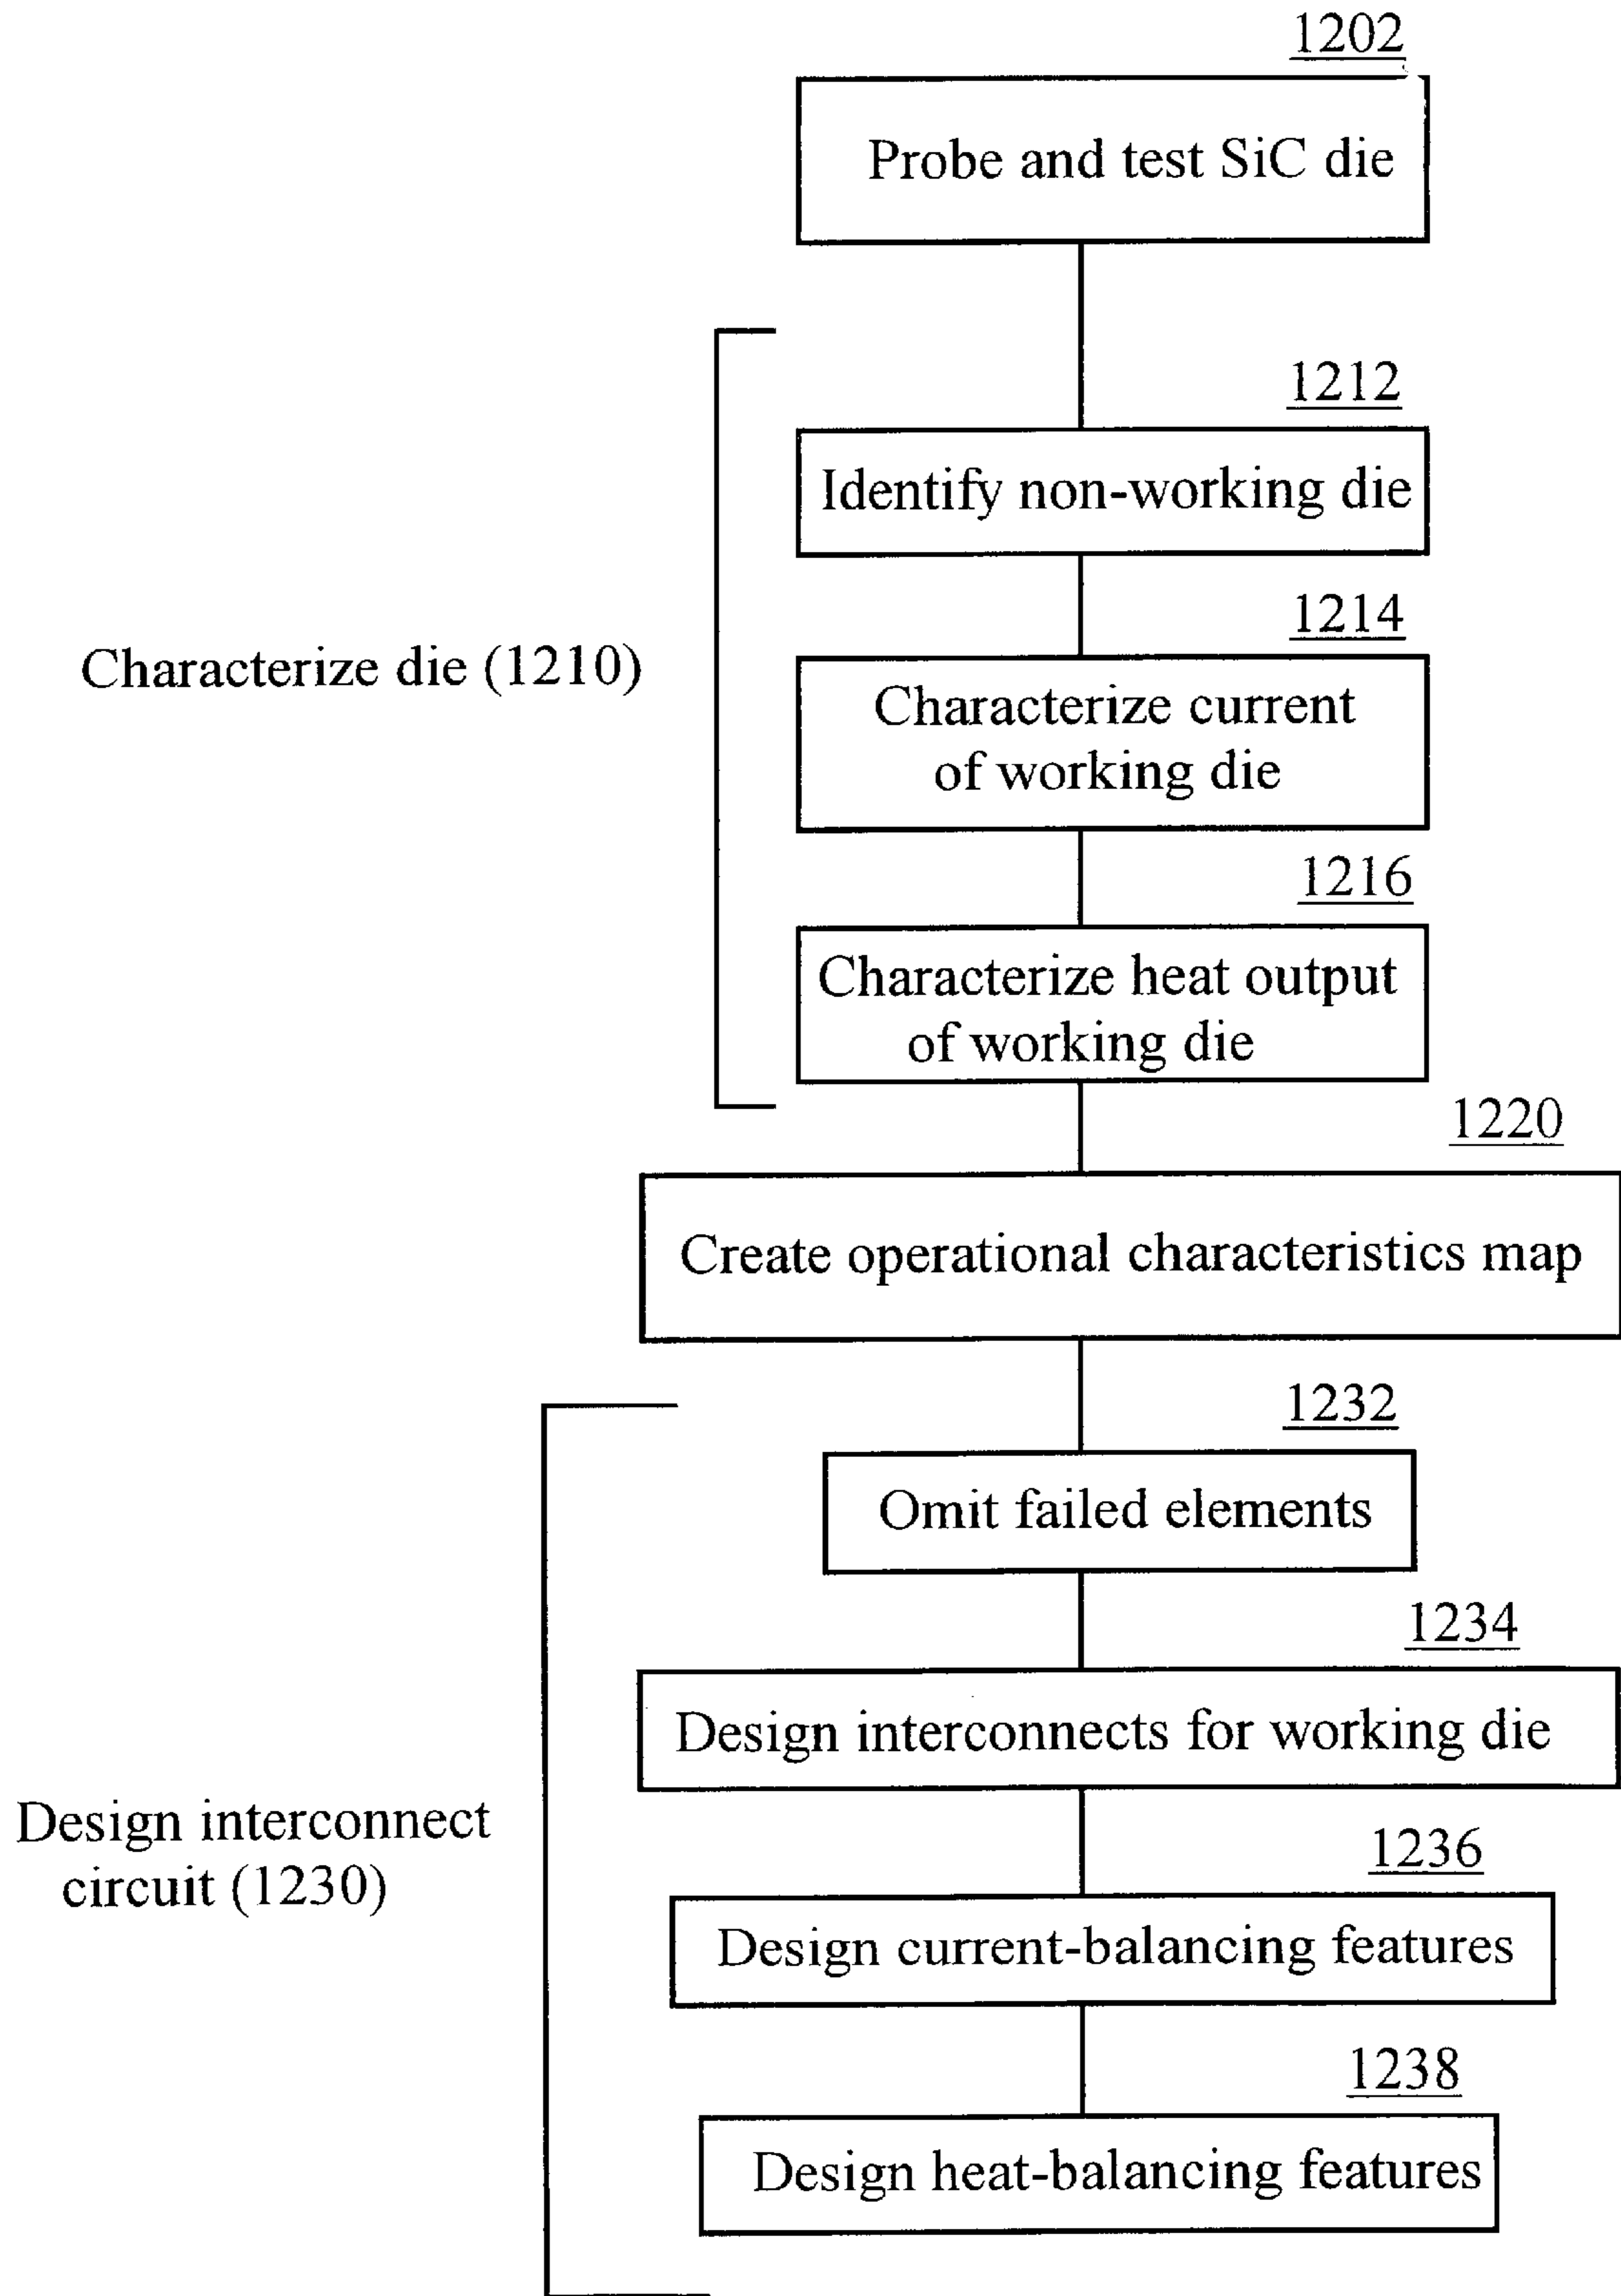 1202
Probe and test SiC die
1212
Identify non-working die
1214
Characterize die (1210)
Characterize current
of working die
1216
Characterize heat output
of working die
1220
Create operational characteristics map
1232
Omit failed elements
1234
Design interconnects for working die
Design interconnect
circuit (1230)
1236
Design current-balancing features
1238
Design heat-balancing features